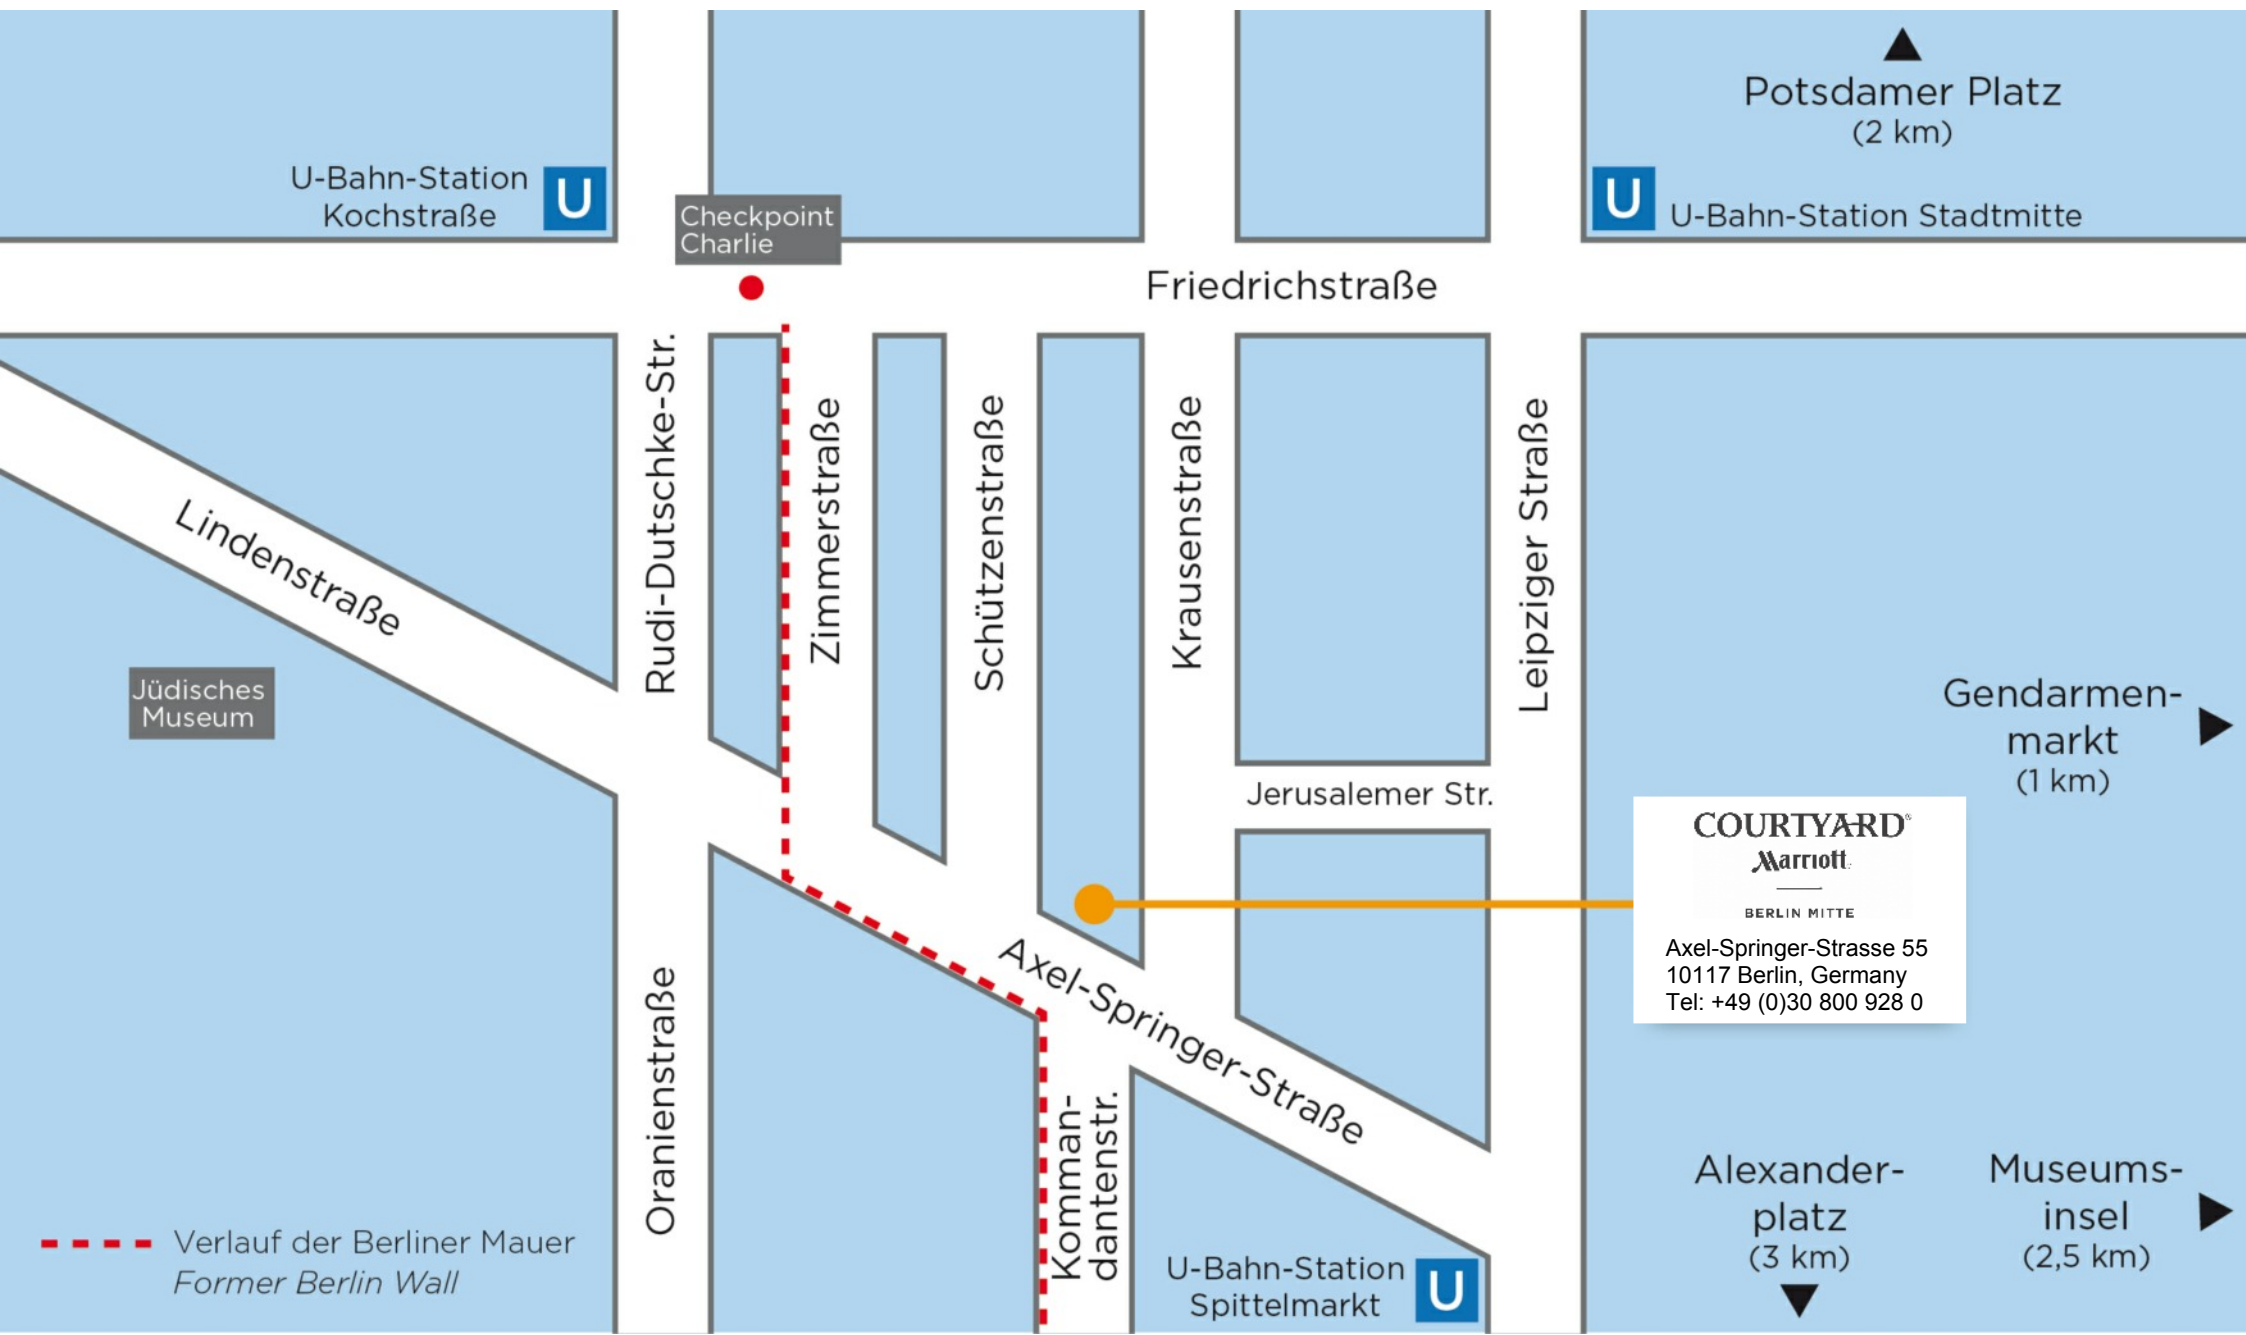 Potsdamer Platz
(2 km)
U-Bahn-Station
Kochstraße
U
Checkpoint
Charlie
U
U-Bahn-Station Stadtmitte
Friedrichstraße
Lindenstraße
Rudi-Dutschke-Str.
Zimmerstraße
Schützenstraße
Krausenstraße
Leipziger Straße
Jüdisches
Museum
Gendarmen-
markt
(1 km)
Jerusalemer Str.
COURTYARD®
Marriott.
BERLIN MITTE
Axel-Springer-Strasse 55
10117 Berlin, Germany
Tel: +49 (0)30 800 928 0
Axel-Springer-Straße
Oranienstraße
Komman-
dantenstr.
Alexander-
platz
(3 km)
Museums-
insel
(2,5 km)
Verlauf der Berliner Mauer
Former Berlin Wall
U-Bahn-Station
Spittelmarkt
U